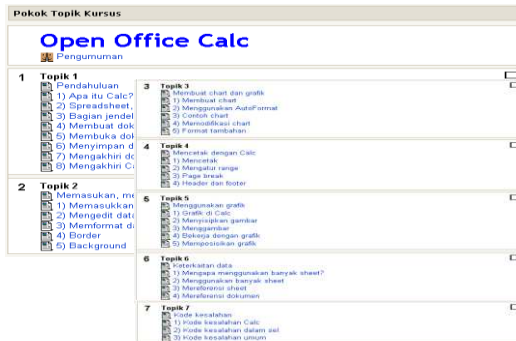 Pokok Topik Kursus
Open Office Calc
Pengumuman
1 Topik 1
Pendahuluan
1) Apa itu Calc?
2) Spreadsheet,
3) Bagian jendel
4) Membuat dok
5) Membuka dok
6) Menyimpan d
7) Mengakhiri do
8) Mengakhiri Ca
2 Topik 2
Memasukan, me
1) Memasukkan
2) Mengedit data
3) Memformat da
4) Border
5) Background
3 Topik 3
Membuat chart dan grafik
1) Membuat chart
2) Menggunakan AutoFormat
3) Contoh chart
4) Memodifikasi chart
5) Format tambahan
4 Topik 4
Mencetak dengan Calc
1) Mencetak
2) Mengatur range
3) Page break
4) Header dan footer
5 Topik 5
Menggunakan grafik
1) Grafik di Calc
2) Menyisipkan gambar
3) Menggambar
4) Bekerja dengan grafik
5) Memposisikan grafik
6 Topik 6
Keterkaitan data
1) Mengapa menggunakan banyak sheet?
2) Menggunakan banyak sheet
3) Mereferensi sheet
4) Mereferensi dokumen
7 Topik 7
Kode kesalahan
1) Kode kesalahan Calc
2) Kode kesalahan dalam sel
3) Kode kesalahan umum